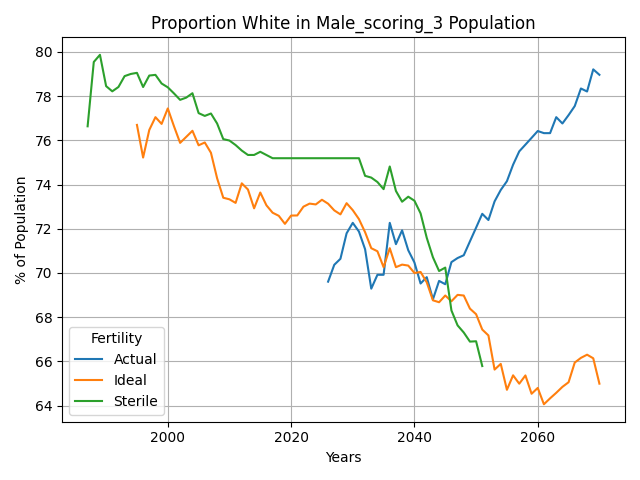 Proportion White in Male_scoring_3 Population
% of Population
80
78
76
74
72
70
68
66
64
Fertility
Actual
Ideal
Sterile
2000
2020
2040
2060
Years